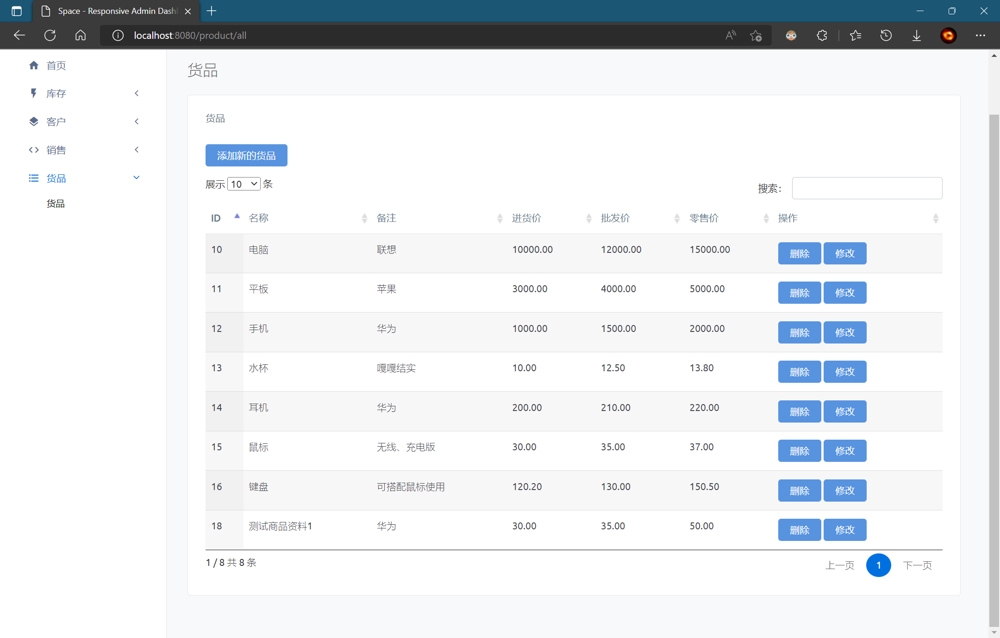 Space - Responsive Admin Dash
localhost:8080/product/all
首页
库存
客户
销售
货品
货品
货品
货品
添加新的货品
展示 10 条
搜索：
ID 名称 备注 进货价 批发价 零售价 操作
10 电脑 联想 10000.00 12000.00 15000.00 删除 修改
11 平板 苹果 3000.00 4000.00 5000.00 删除 修改
12 手机 华为 1000.00 1500.00 2000.00 删除 修改
13 水杯 嘎嘎结实 10.00 12.50 13.80 删除 修改
14 耳机 华为 200.00 210.00 220.00 删除 修改
15 鼠标 无线、充电版 30.00 35.00 37.00 删除 修改
16 键盘 可搭配鼠标使用 120.20 130.00 150.50 删除 修改
18 测试商品资料1 华为 30.00 35.00 50.00 删除 修改
1 / 8 共 8 条
上一页 1 下一页